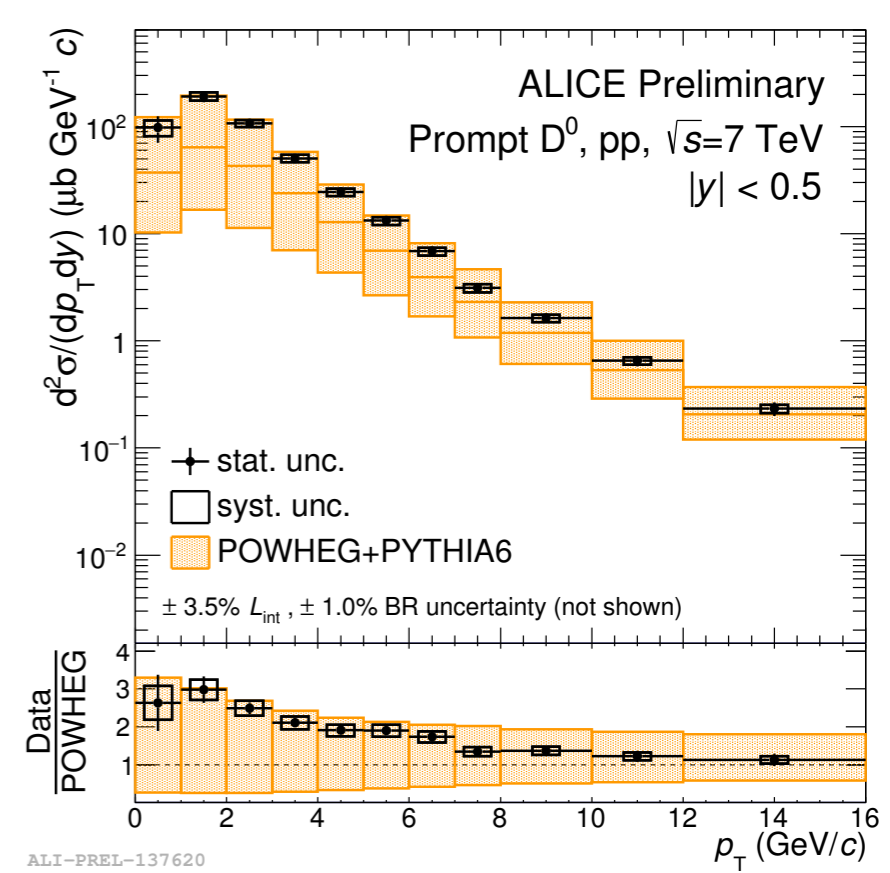 ALICE Preliminary
Prompt D⁰, pp, √s=7 TeV
|y| < 0.5
d²σ/(dp_T dy) (μb GeV⁻¹ c)
10²
10
1
10⁻¹
10⁻²
stat. unc.
syst. unc.
POWHEG+PYTHIA6
± 3.5% L_int , ± 1.0% BR uncertainty (not shown)
Data
POWHEG
4
3
2
1
0 2 4 6 8 10 12 14 16
p_T (GeV/c)
ALI-PREL-137620